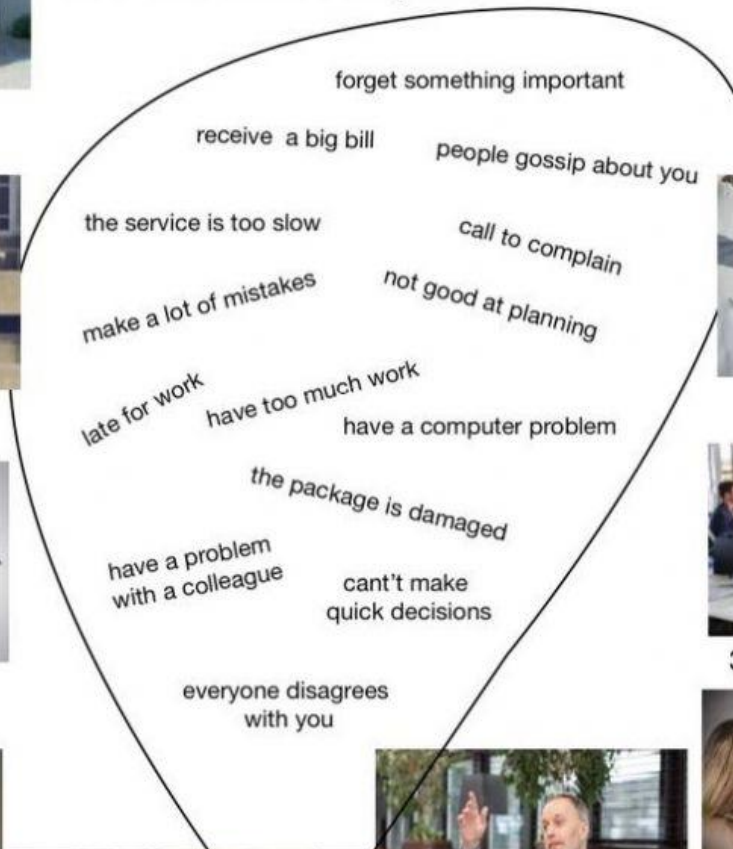 forget something important
receive a big bill
people gossip about you
the service is too slow
call to complain
make a lot of mistakes
not good at planning
late for work
have too much work
have a computer problem
the package is damaged
have a problem
with a colleague
cant't make
quick decisions
everyone disagrees
with you